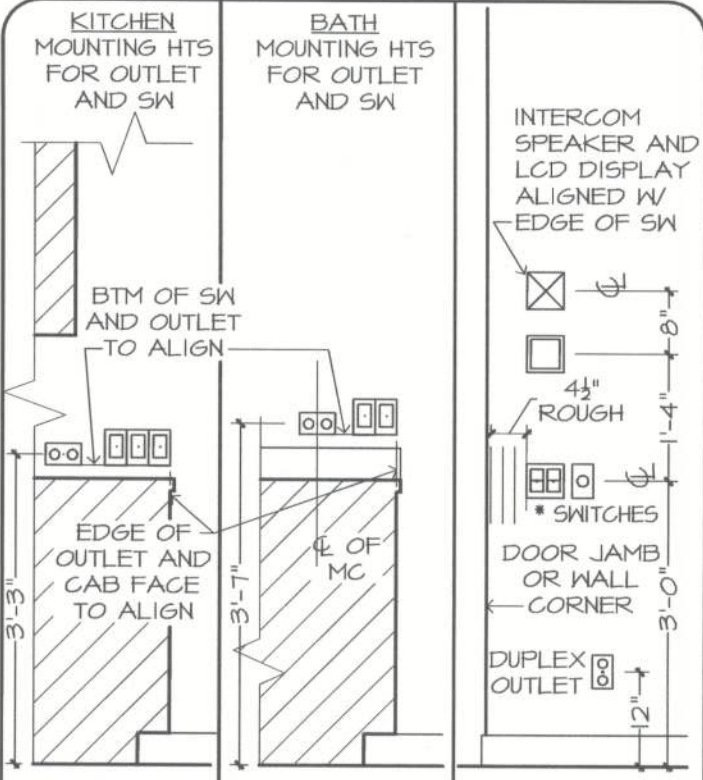 KITCHEN
MOUNTING HTS
FOR OUTLET
AND SW
BTM OF SW
AND OUTLET
TO ALIGN
EDGE OF
OUTLET AND
CAB FACE
TO ALIGN
3'-3"
BATH
MOUNTING HTS
FOR OUTLET
AND SW
℄ OF
MC
3'-7"
INTERCOM
SPEAKER AND
LCD DISPLAY
ALIGNED W/
EDGE OF SW
℄
8"
4½"
ROUGH
1'-4"
℄
* SWITCHES
DOOR JAMB
OR WALL
CORNER
3'-0"
DUPLEX
OUTLET
12"